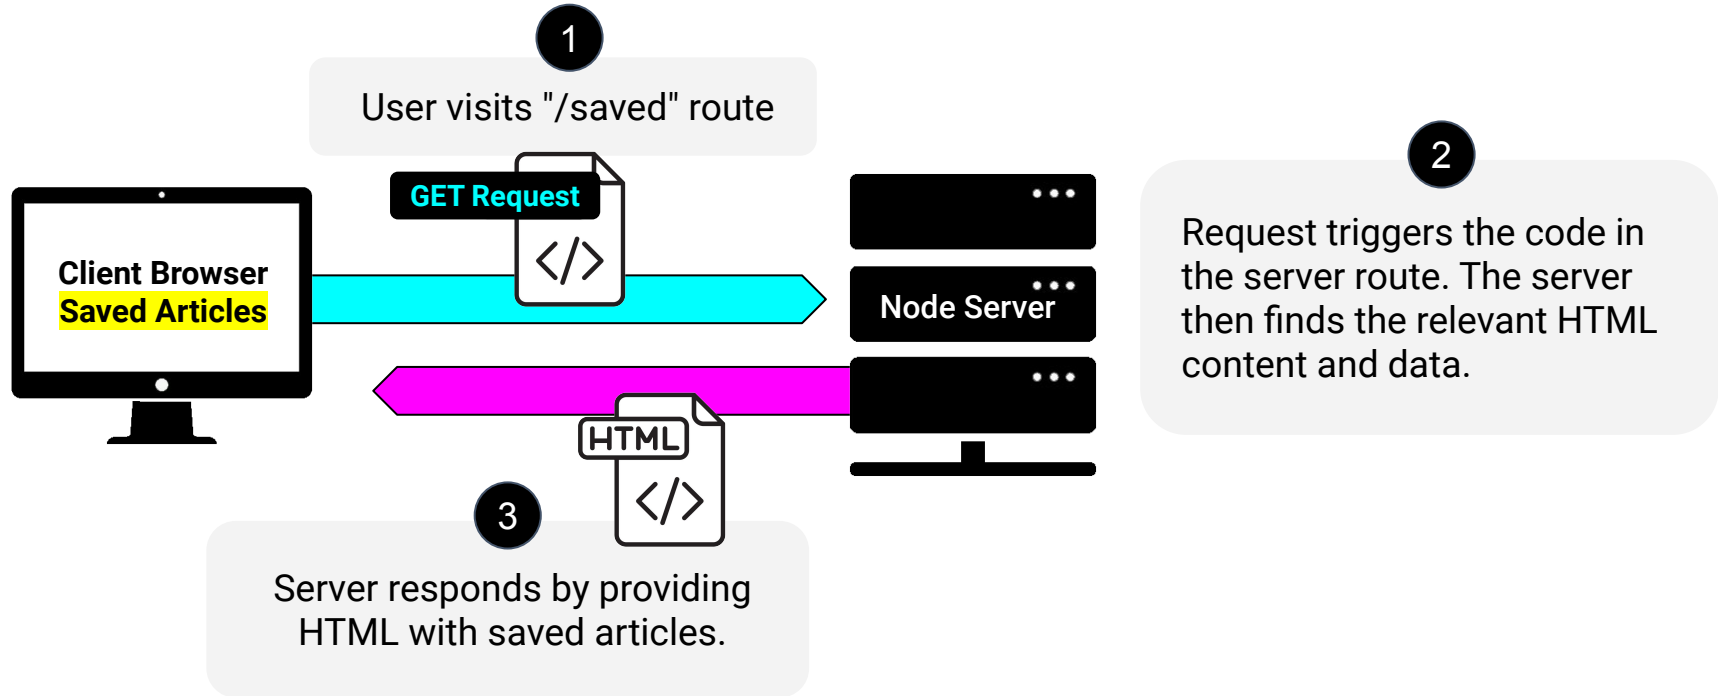 1
User visits "/saved" route
GET Request
</>
Client Browser
Saved Articles
Node Server
2
Request triggers the code in
the server route. The server
then finds the relevant HTML
content and data.
HTML
</>
3
Server responds by providing
HTML with saved articles.